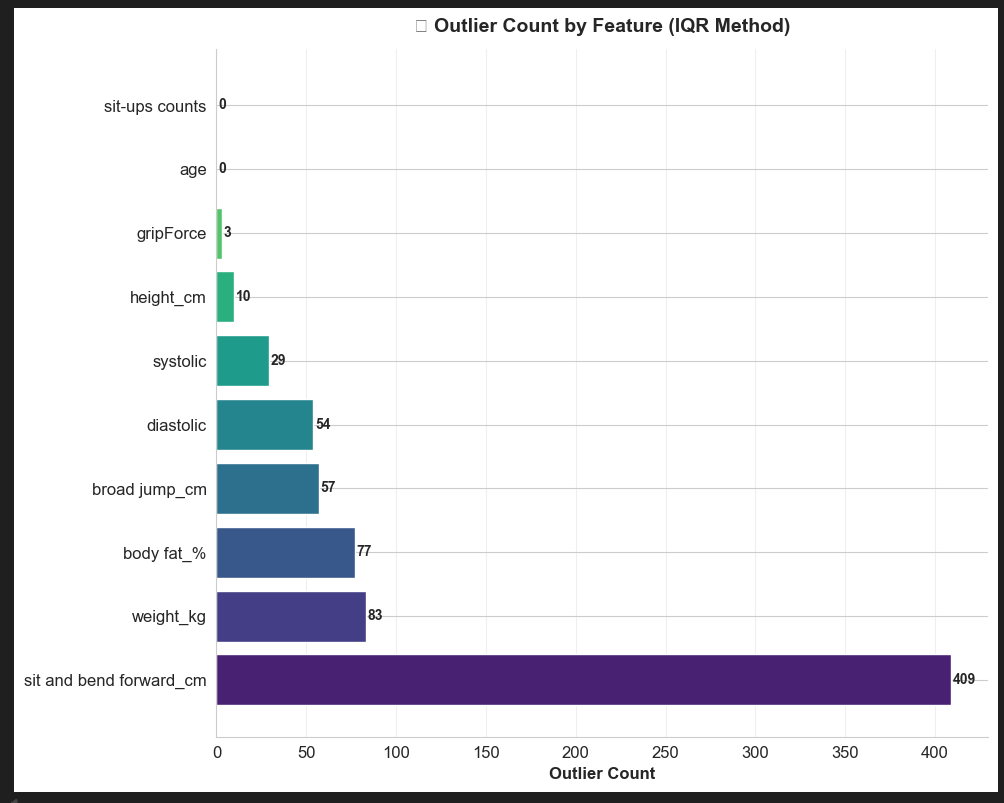 Outlier Count by Feature (IQR Method)
sit-ups counts 0
age 0
gripForce 3
height_cm 10
systolic 29
diastolic 54
broad jump_cm 57
body fat_% 77
weight_kg 83
sit and bend forward_cm 409
0 50 100 150 200 250 300 350 400
Outlier Count